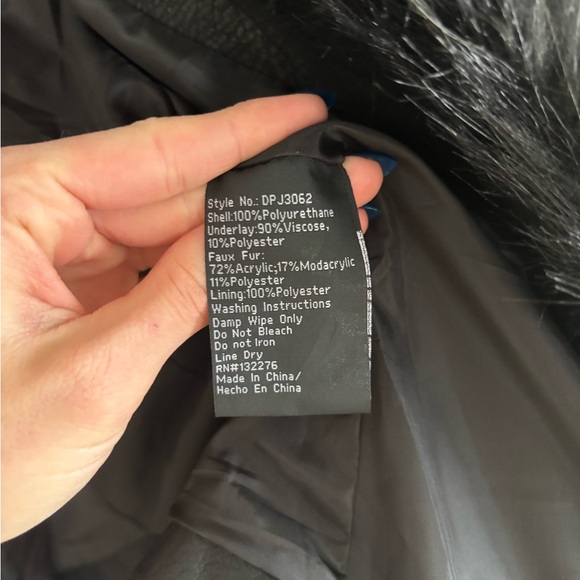 Style No.: DPJ3062
Shell:100%Polyurethane
Underlay:90%Viscose,
10%Polyester
Faux Fur:
72%Acrylic;17%Modacrylic
11%Polyester
Lining:100%Polyester
Washing Instructions
Damp Wipe Only
Do Not Bleach
Do not Iron
Line Dry
RN#132276
Made In China/
Hecho En China